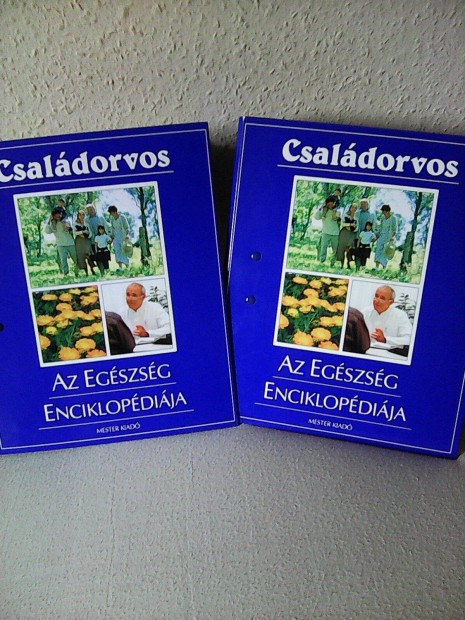 Családorvos
Az Egészség
Enciklopédiája
Mester Kiadó
Családorvos
Az Egészség
Enciklopédiája
Mester Kiadó